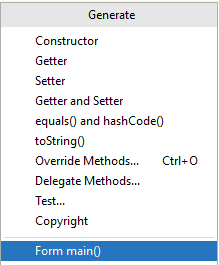 Generate
Constructor
Getter
Setter
Getter and Setter
equals() and hashCode()
toString()
Override Methods... Ctrl+O
Delegate Methods...
Test...
Copyright
Form main()